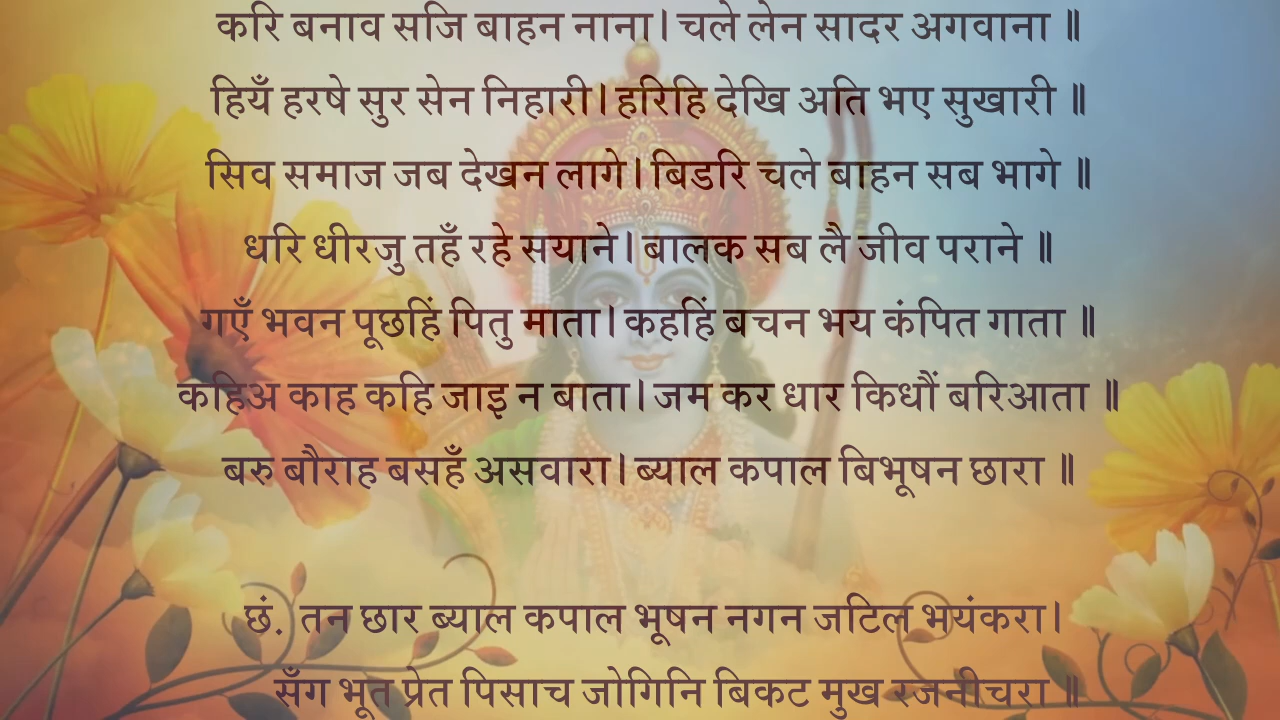 करि बनाव सजि बाहन नाना। चले लेन सादर अगवाना ॥
हियँ हरषे सुर सेन निहारी। हरिहि देखि अति भए सुखारी ॥
सिव समाज जब देखन लागे। बिडरि चले बाहन सब भागे ॥
धरि धीरजु तहँ रहे सयाने। बालक सब लै जीव पराने ॥
गएँ भवन पूछहिं पितु माता। कहहिं बचन भय कंपित गाता ॥
कहिअ काह कहि जाइ न बाता। जम कर धार किधौं बरिआता ॥
बरु बौराह बसहँ असवारा। ब्याल कपाल बिभूषन छारा ॥
छं. तन छार ब्याल कपाल भूषन नगन जटिल भयंकरा।
सँग भूत प्रेत पिसाच जोगिनि बिकट मुख रजनीचरा ॥